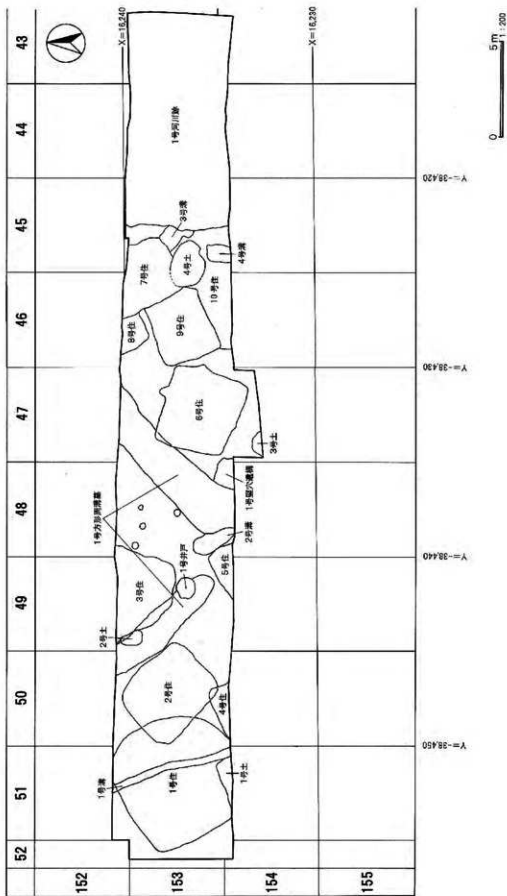 52
51
50
49
48
47
46
45
44
43
152
153
154
155
X=16,240
X=16,230
Y=-38,450
Y=-38,440
Y=-38,430
Y=-38,420
1号溝
1号住
1号土
2号住
4号住
2号土
3号住
1号井戸
5号住
1号方形周溝墓
2号溝
1号竪穴遺構
6号住
3号土
8号住
9号住
7号住
10号住
4号土
3号溝
4号溝
1号河川跡
0
5m
1:200